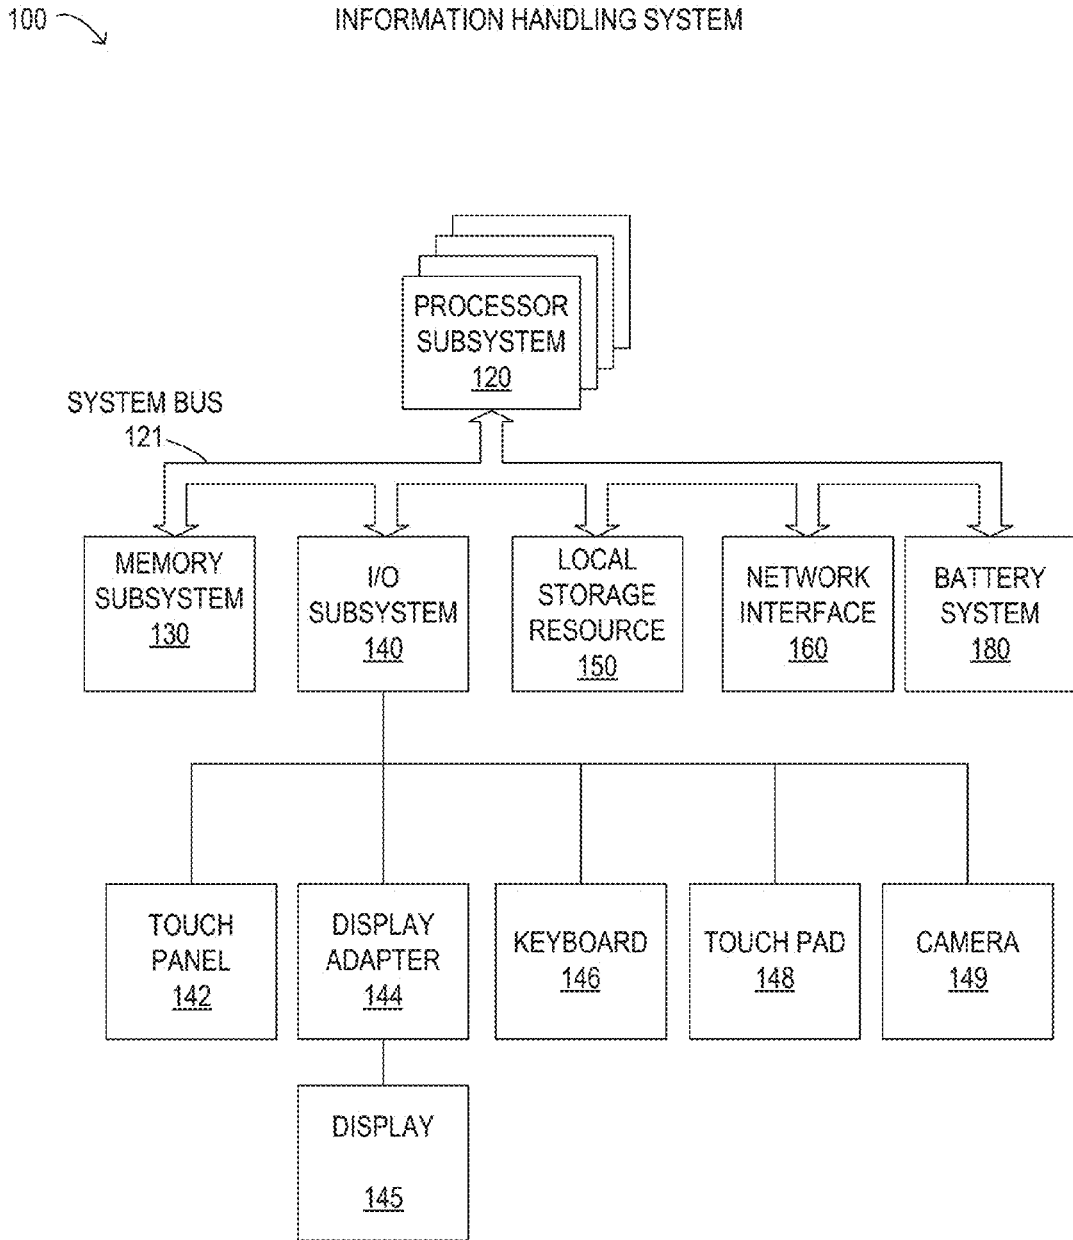 100
INFORMATION HANDLING SYSTEM
PROCESSOR
SUBSYSTEM
120
SYSTEM BUS
121
MEMORY
SUBSYSTEM
130
I/O
SUBSYSTEM
140
LOCAL
STORAGE
RESOURCE
150
NETWORK
INTERFACE
160
BATTERY
SYSTEM
180
TOUCH
PANEL
142
DISPLAY
ADAPTER
144
KEYBOARD
146
TOUCH PAD
148
CAMERA
149
DISPLAY
145